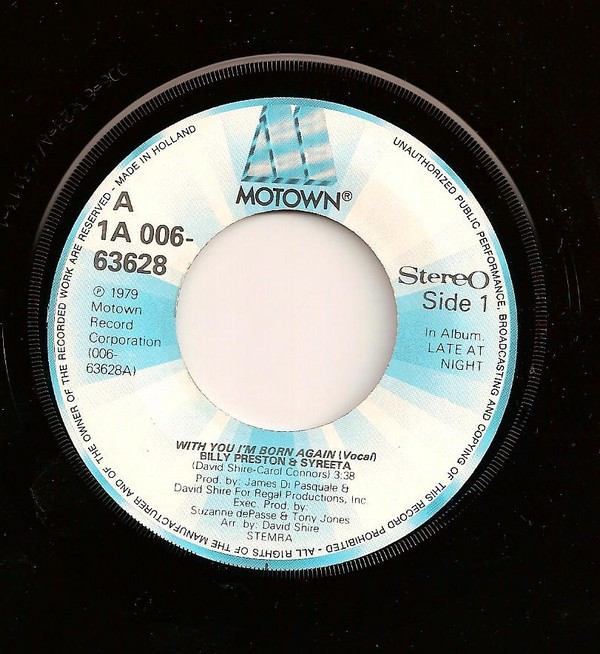 MOTOWN®
A
1A 006-
63628
℗ 1979
Motown
Record
Corporation
(006-
63628A)
Stereo
Side 1
In Album.
LATE AT
NIGHT
WITH YOU I'M BORN AGAIN (Vocal)
BILLY PRESTON & SYREETA
(David Shire-Carol Connors) 3:38
Prod. by: James Di Pasquale &
David Shire For Regal Productions, Inc
Exec. Prod. by:
Suzanne dePasse & Tony Jones
Arr. by: David Shire
STEMRA
UNAUTHORIZED PUBLIC PERFORMANCE, BROADCASTING AND COPYING OF THIS RECORD PROHIBITED - ALL RIGHTS OF THE MANUFACTURER AND OF THE OWNER OF THE RECORDED WORK ARE RESERVED - MADE IN HOLLAND